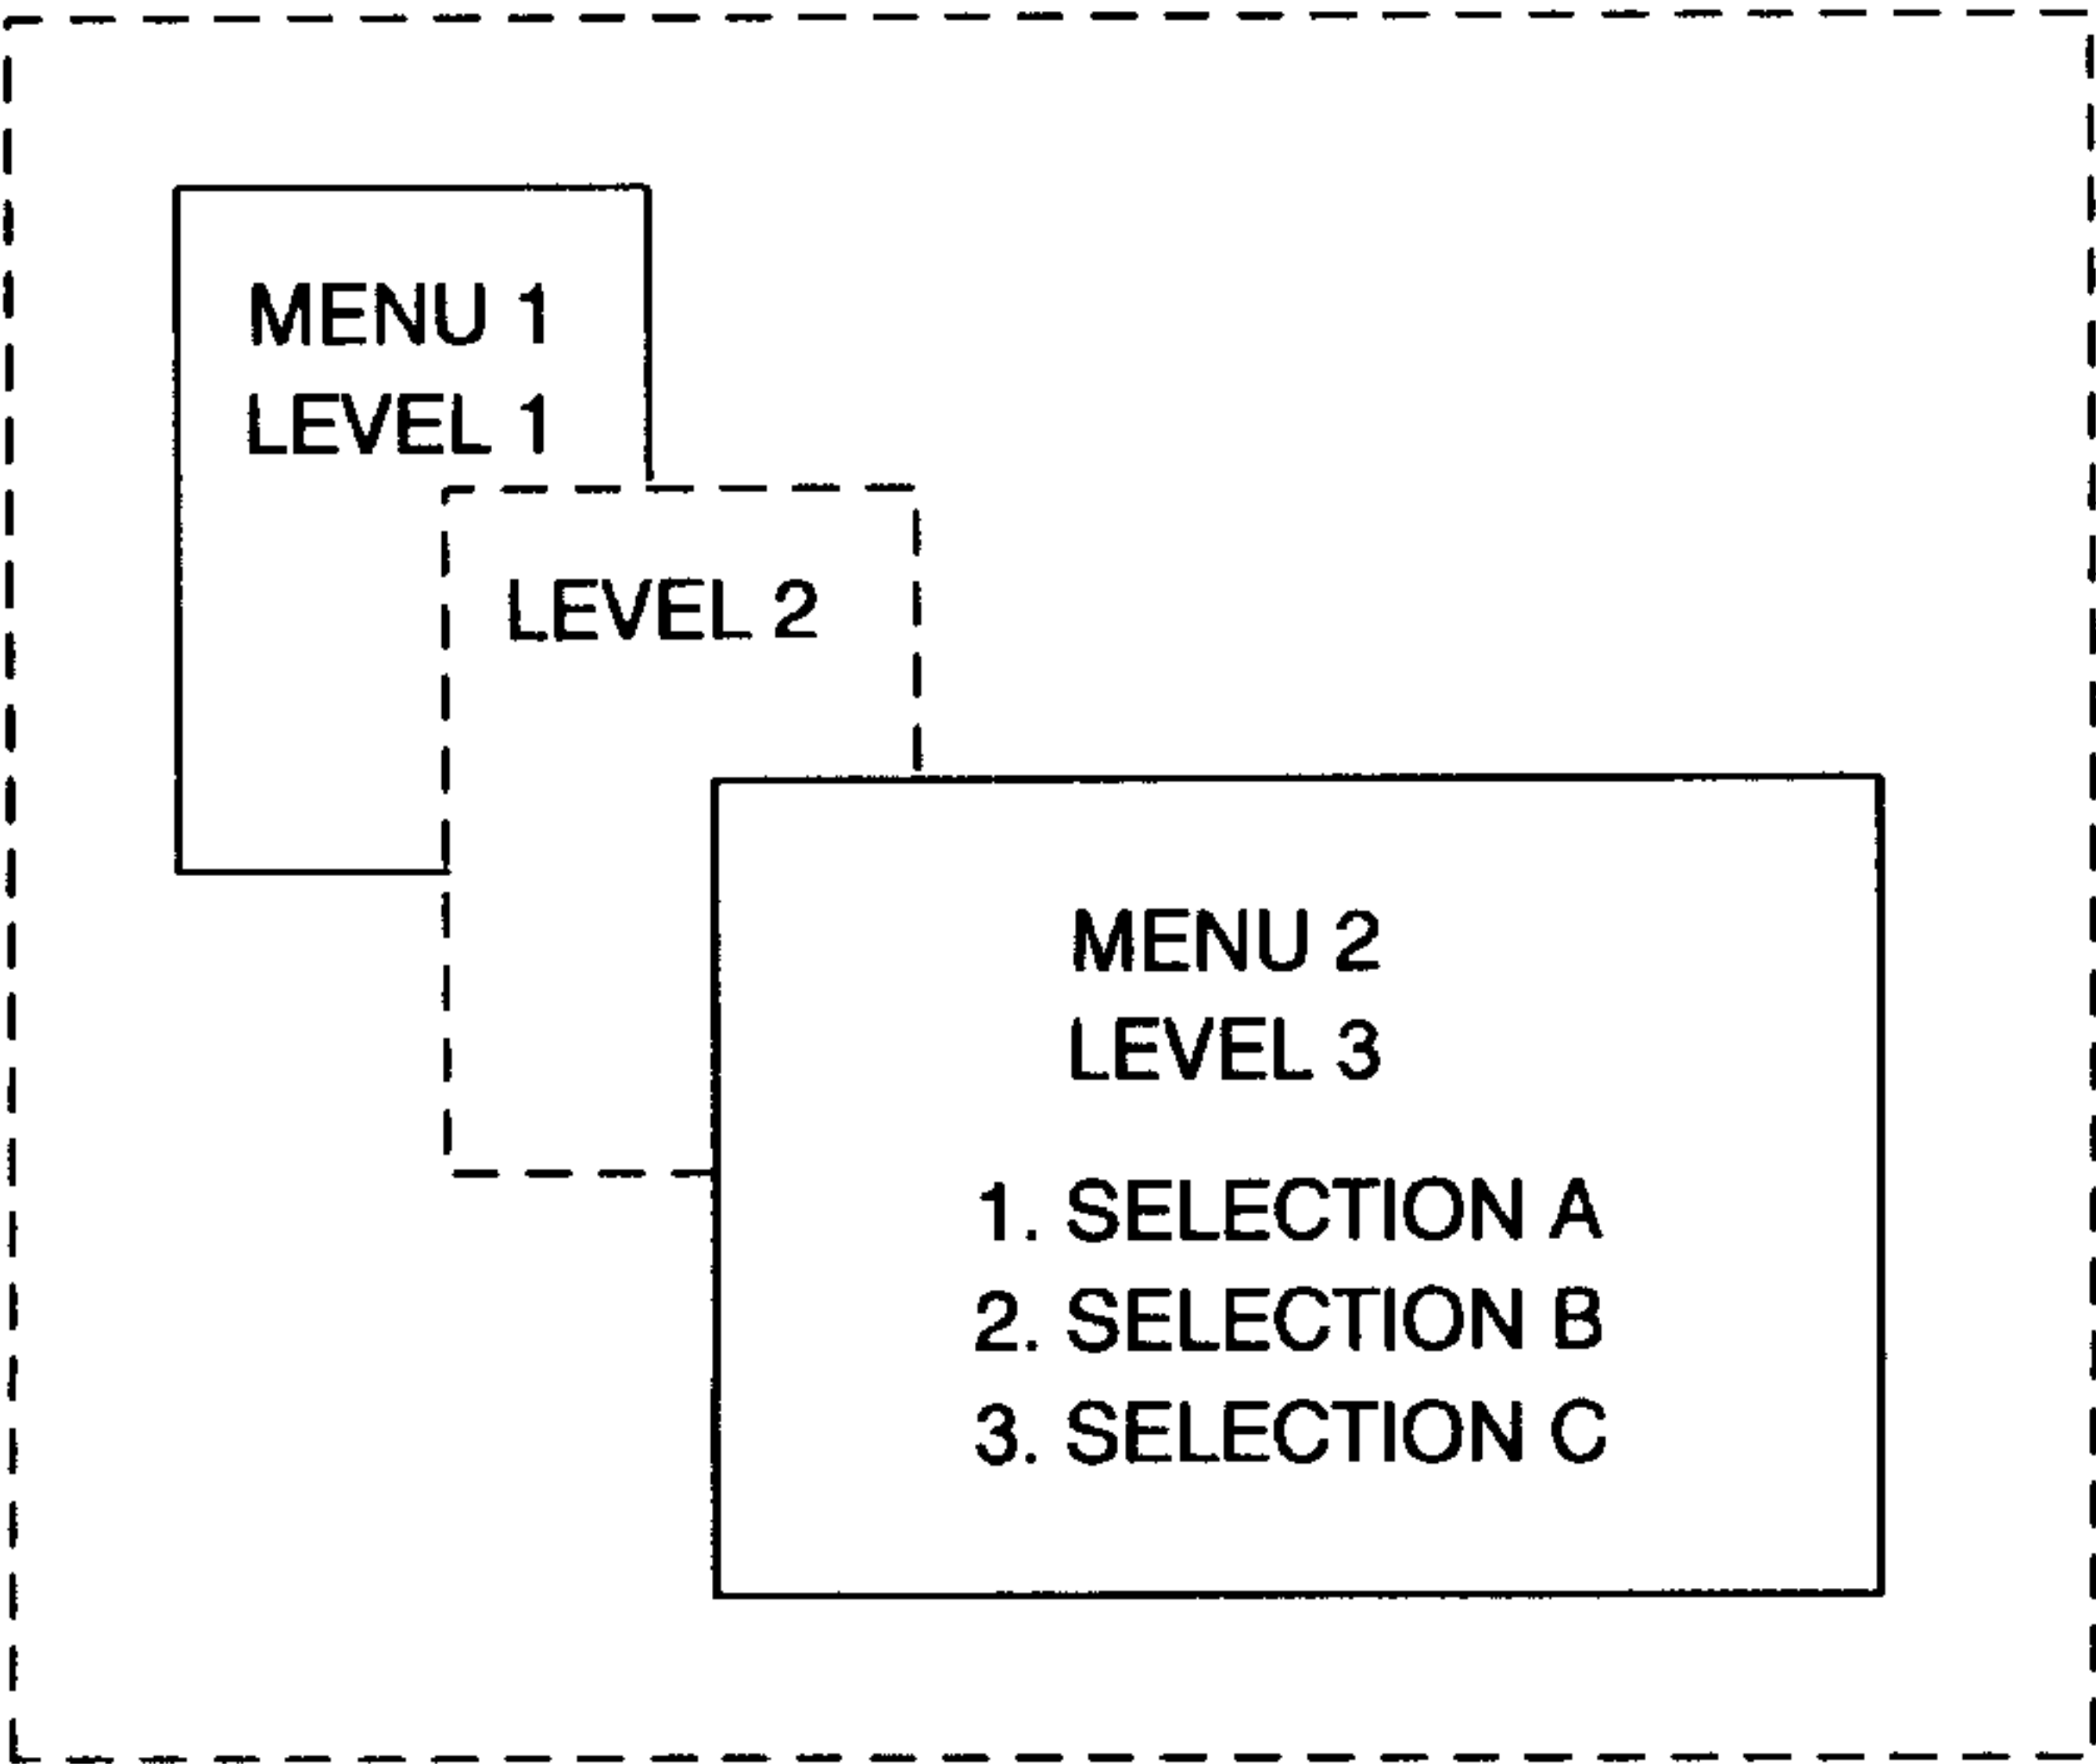 MENU 1
LEVEL 1
LEVEL 2
MENU 2
LEVEL 3
1. SELECTION A
2. SELECTION B
3. SELECTION C